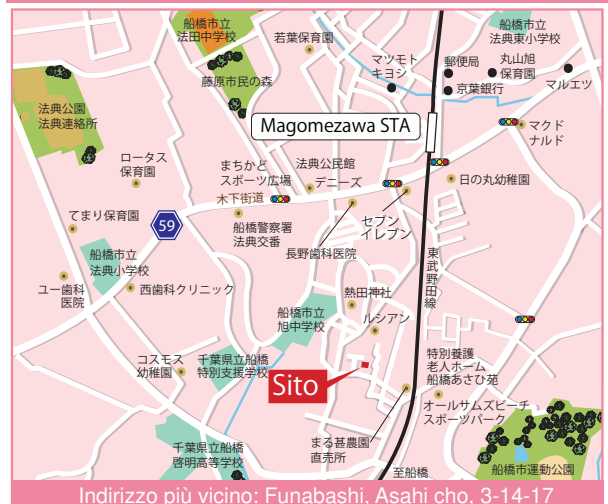 船橋市立
法田中学校
若葉保育園
船橋市立
法典東小学校
マツモト
キヨシ
郵便局
丸山旭
保育園
京葉銀行
マルエツ
藤原市民の森
法典公園
法典連絡所
Magomezawa STA
マクド
ナルド
ロータス
保育園
まちかど
スポーツ広場
法典公民館
デニーズ
日の丸幼稚園
木下街道
てまり保育園
59
船橋警察署
法典交番
セブン
イレブン
長野歯科医院
船橋市立
法典小学校
東武野田線
ユー歯科
医院
西歯科クリニック
熱田神社
船橋市立
旭中学校
ルシアン
コスモス
幼稚園
千葉県立船橋
特別支援学校
特別養護
老人ホーム
船橋あさひ苑
Sito
オールサムズビーチ
スポーツパーク
まる甚農園
直売所
千葉県立船橋
啓明高等学校
至船橋
船橋市運動公園
Indirizzo più vicino: Funabashi, Asahi cho, 3-14-17